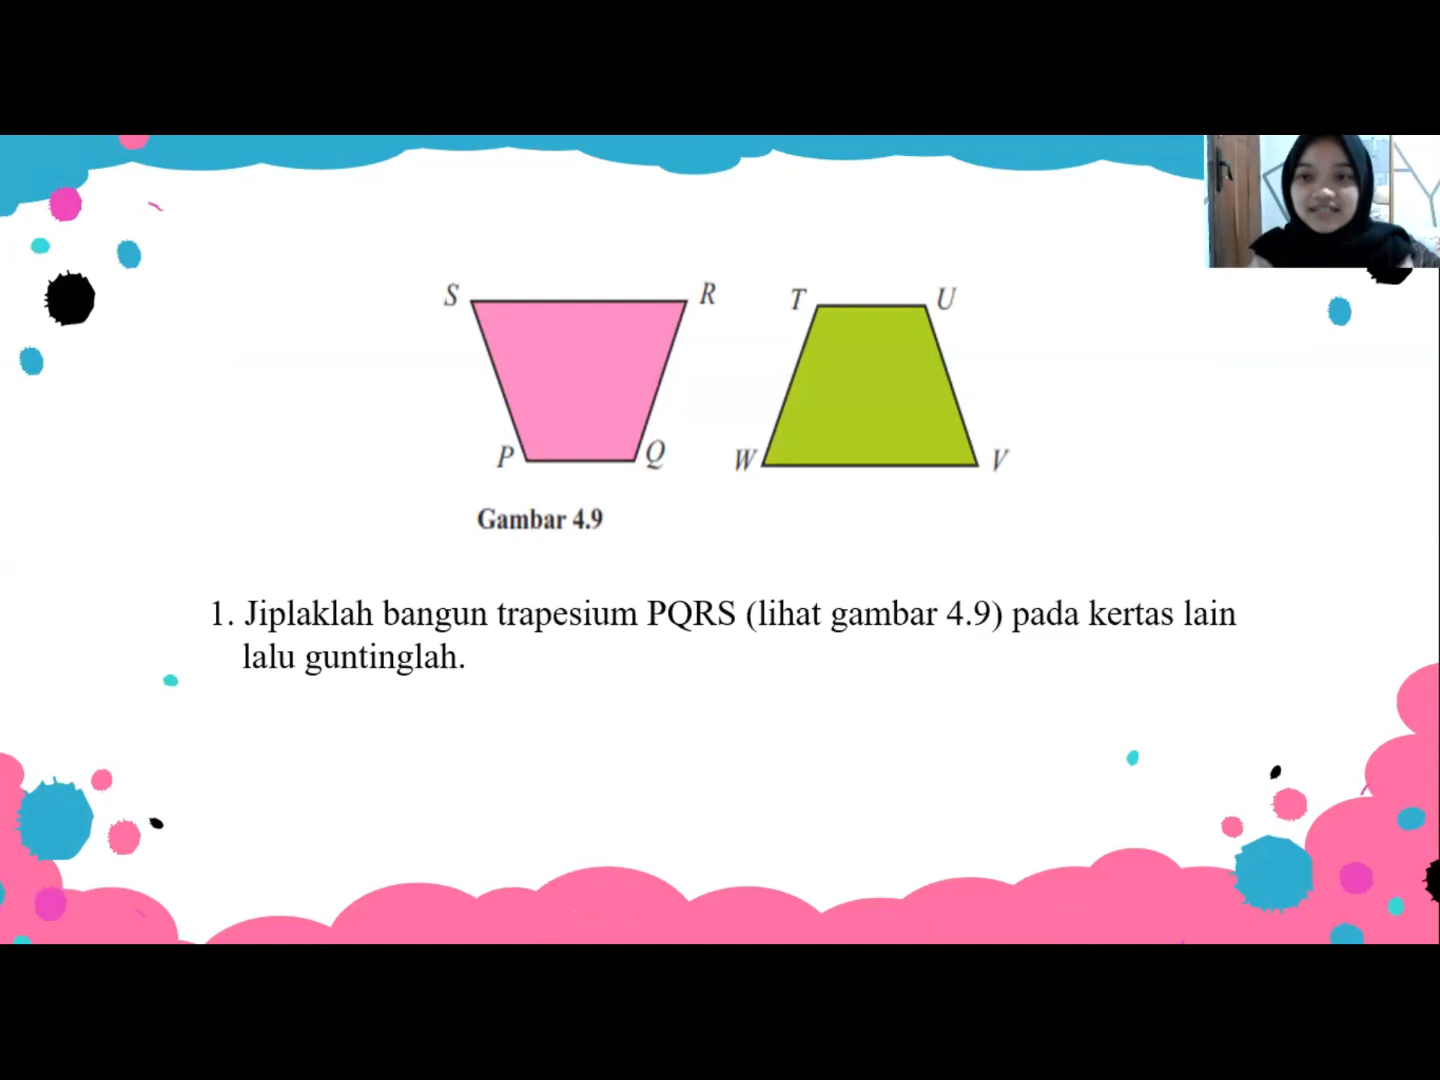 S R T U
P Q W V
Gambar 4.9
1. Jiplaklah bangun trapesium PQRS (lihat gambar 4.9) pada kertas lain
lalu guntinglah.